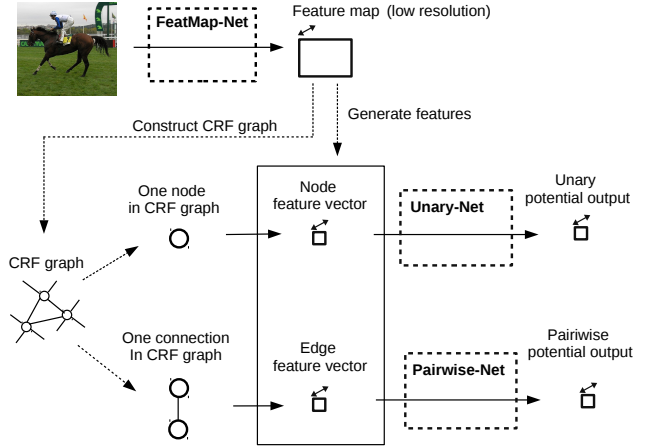 FeatMap-Net
Feature map (low resolution)
Construct CRF graph
Generate features
One node
in CRF graph
Node
feature vector
Unary-Net
Unary
potential output
CRF graph
One connection
In CRF graph
Edge
feature vector
Pairwise-Net
Pairiwise
potential output